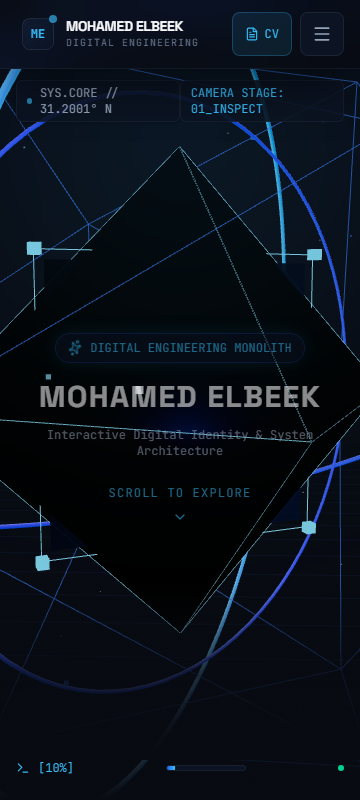 ME
MOHAMED ELBEEK
DIGITAL ENGINEERING
CV
SYS.CORE //
31.2001° N
CAMERA STAGE:
01_INSPECT
DIGITAL ENGINEERING MONOLITH
MOHAMED ELBEEK
Interactive Digital Identity & System
Architecture
SCROLL TO EXPLORE
[10%]